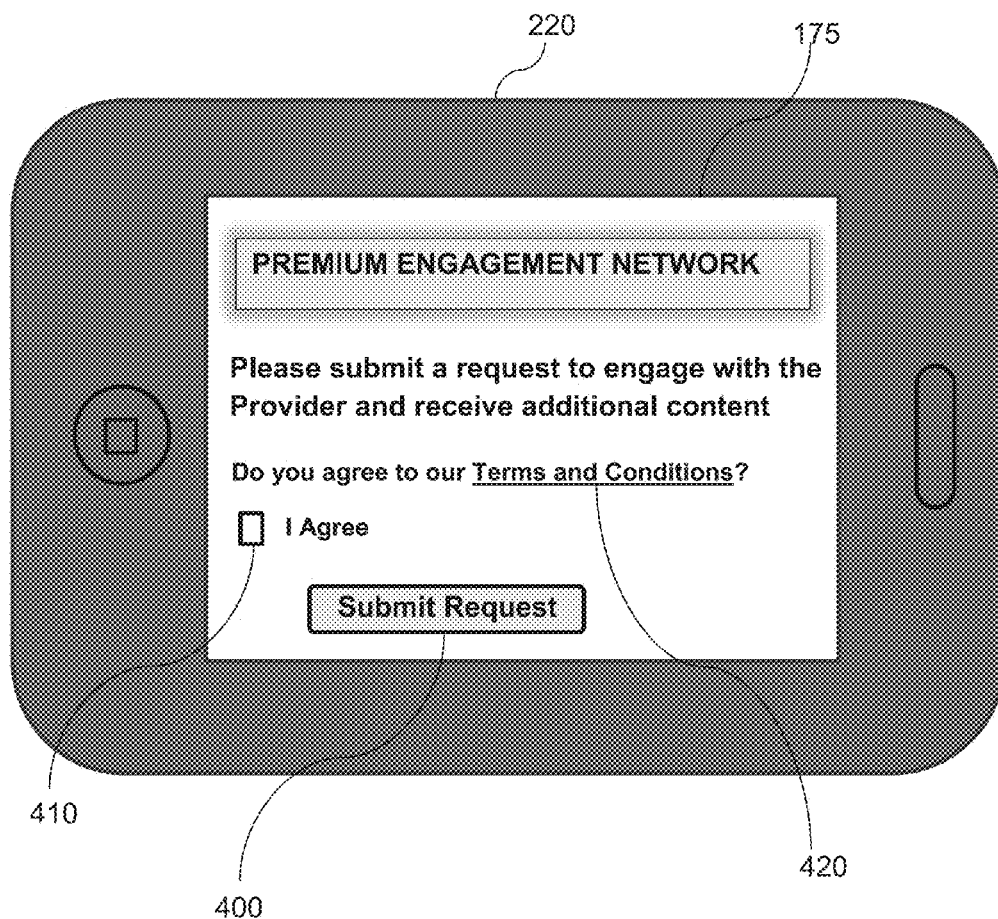 220
175
PREMIUM ENGAGEMENT NETWORK
Please submit a request to engage with the
Provider and receive additional content
Do you agree to our Terms and Conditions?
I Agree
Submit Request
410
420
400